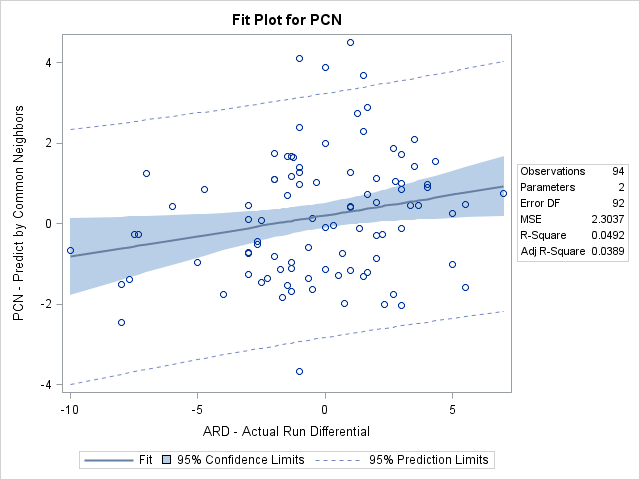 Fit Plot for PCN
PCN - Predict by Common Neighbors
4
2
0
-2
-4
-10
-5
0
5
ARD - Actual Run Differential
Observations 94
Parameters 2
Error DF 92
MSE 2.3037
R-Square 0.0492
Adj R-Square 0.0389
Fit 95% Confidence Limits 95% Prediction Limits